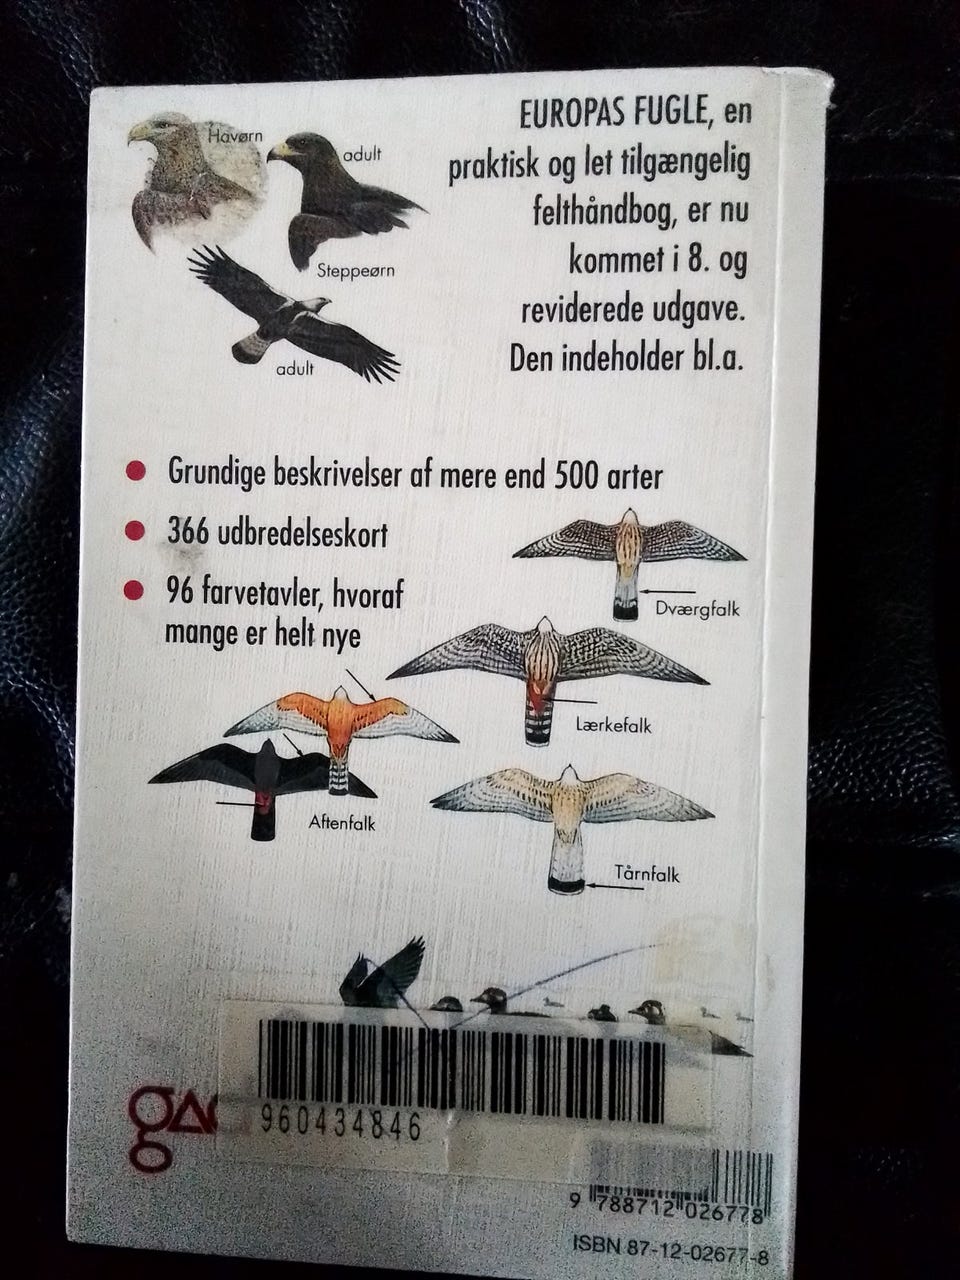 EUROPAS FUGLE, en
praktisk og let tilgængelig
felthåndbog, er nu
kommet i 8. og
reviderede udgave.
Den indeholder bl.a.
Havørn
adult
Steppeørn
adult
Grundige beskrivelser af mere end 500 arter
366 udbredelseskort
96 farvetavler, hvoraf
mange er helt nye
Dværgfalk
Lærkefalk
Aftenfalk
Tårnfalk
960434846
9 788712 026778
ISBN 87-12-02677-8